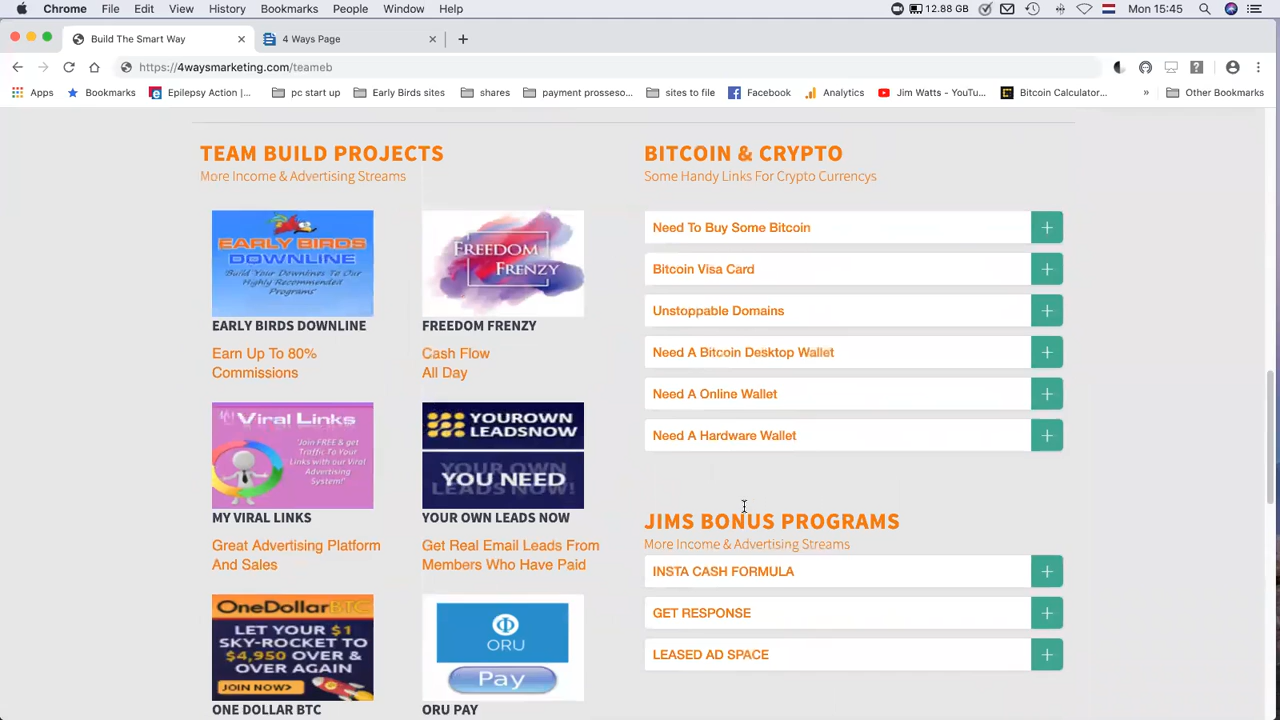 Chrome File Edit View History Bookmarks People Window Help 12.88 GB Mon 15:45
Build The Smart Way 4 Ways Page
https://4waysmarketing.com/teameb
Apps Bookmarks Epilepsy Action |... pc start up Early Birds sites shares payment prosseso... sites to file Facebook Analytics Jim Watts - YouTu... Bitcoin Calculator... » Other Bookmarks
TEAM BUILD PROJECTS
More Income & Advertising Streams
EARLY BIRDS
DOWNLINE
"Build Your Downlines To Our
Highly Recommended
Programs"
EARLY BIRDS DOWNLINE
Earn Up To 80%
Commissions
FREEDOM
FRENZY
FREEDOM FRENZY
Cash Flow
All Day
Viral Links
"Join FREE & get
Traffic To Your
Links with our Viral
Advertising
System!"
MY VIRAL LINKS
Great Advertising Platform
And Sales
YOUROWN
LEADSNOW
YOUR OWN
YOU NEED
LEADS NOW!
YOUR OWN LEADS NOW
Get Real Email Leads From
Members Who Have Paid
OneDollarBTC
LET YOUR $1
SKY-ROCKET TO
$4,950 OVER &
OVER AGAIN
JOIN NOW>
ONE DOLLAR BTC
ORU
Pay
ORU PAY
BITCOIN & CRYPTO
Some Handy Links For Crypto Currencys
Need To Buy Some Bitcoin +
Bitcoin Visa Card +
Unstoppable Domains +
Need A Bitcoin Desktop Wallet +
Need A Online Wallet +
Need A Hardware Wallet +
JIMS BONUS PROGRAMS
More Income & Advertising Streams
INSTA CASH FORMULA +
GET RESPONSE +
LEASED AD SPACE +